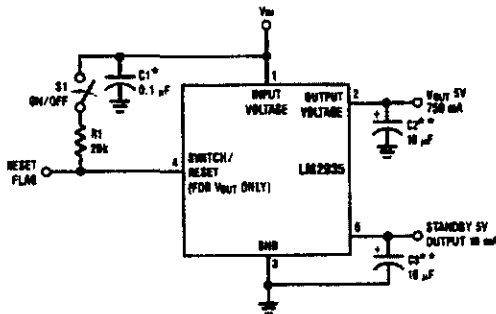 VIN
S1
ON/OFF
C1*
0.1 µF
1
INPUT
VOLTAGE
OUTPUT
VOLTAGE
2
VOUT 5V
750 mA
C2**
10 µF
R1
20k
RESET
FLAG
4
SWITCH/
RESET
(FOR VOUT ONLY)
LM2935
5
STANDBY 5V
OUTPUT 10 mA
C3**
10 µF
GND
3